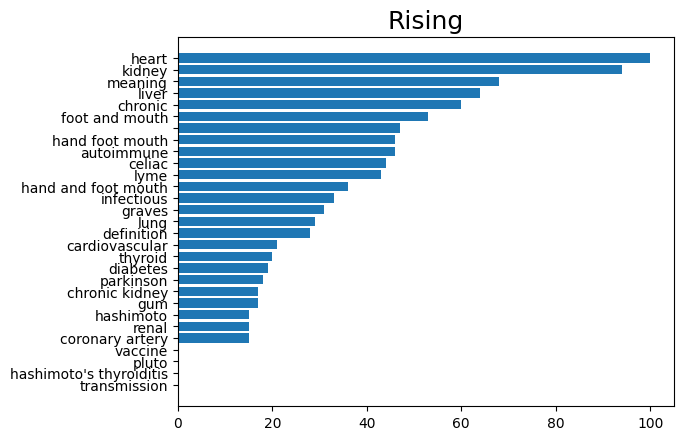 Rising
heart
kidney
meaning
liver
chronic
foot and mouth
hand foot mouth
autoimmune
celiac
lyme
hand and foot mouth
infectious
graves
lung
definition
cardiovascular
thyroid
diabetes
parkinson
chronic kidney
gum
hashimoto
renal
coronary artery
vaccine
pluto
hashimoto's thyroiditis
transmission
0 20 40 60 80 100